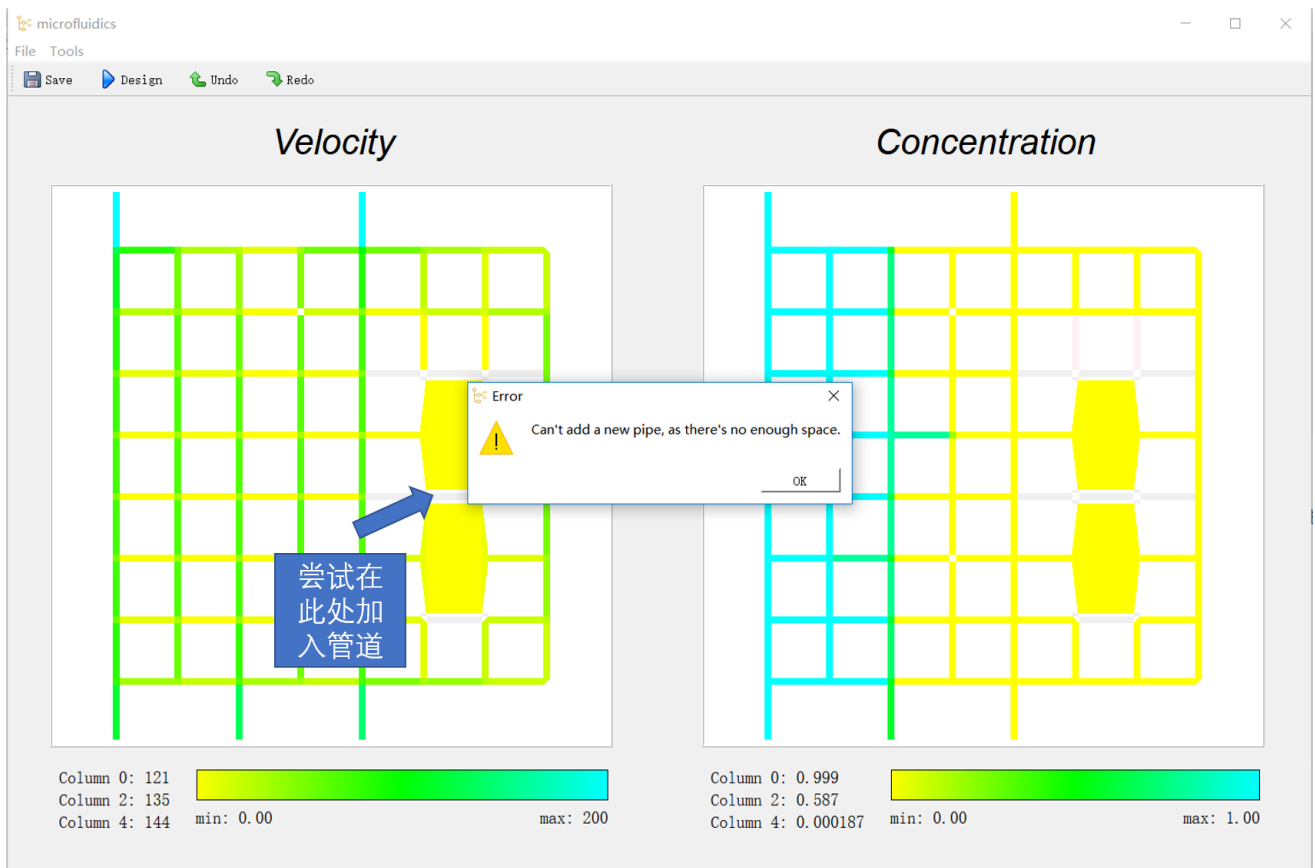 microfluidics
File Tools
Save Design Undo Redo
Velocity
Concentration
Error
Can't add a new pipe, as there's no enough space.
OK
尝试在
此处加
入管道
Column 0: 121
Column 2: 135
Column 4: 144
min: 0.00
max: 200
Column 0: 0.999
Column 2: 0.587
Column 4: 0.000187
min: 0.00
max: 1.00